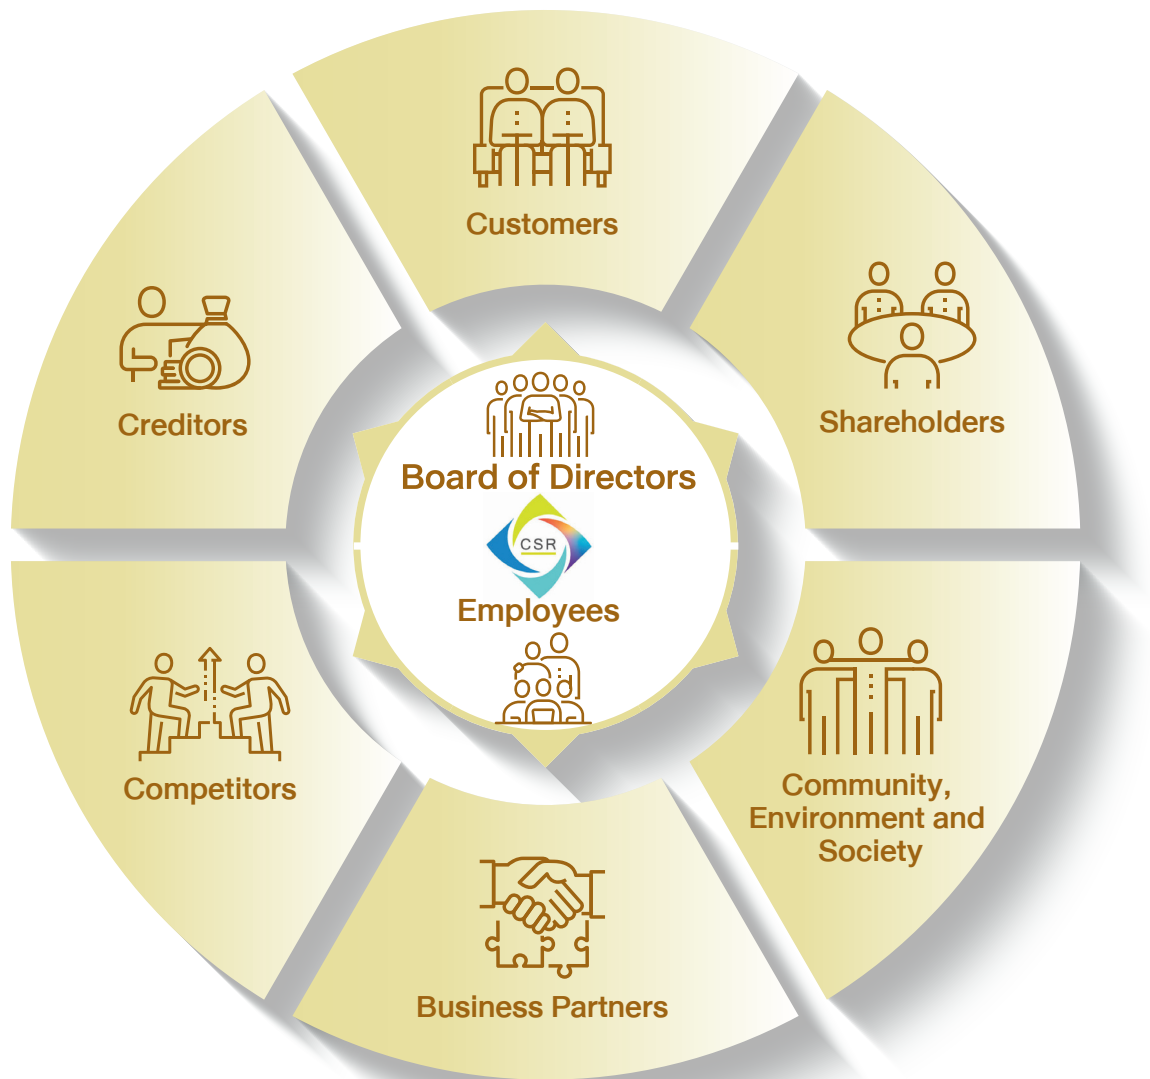 Customers
Shareholders
Creditors
Board of Directors
CSR
Employees
Community,
Environment and
Society
Competitors
Business Partners